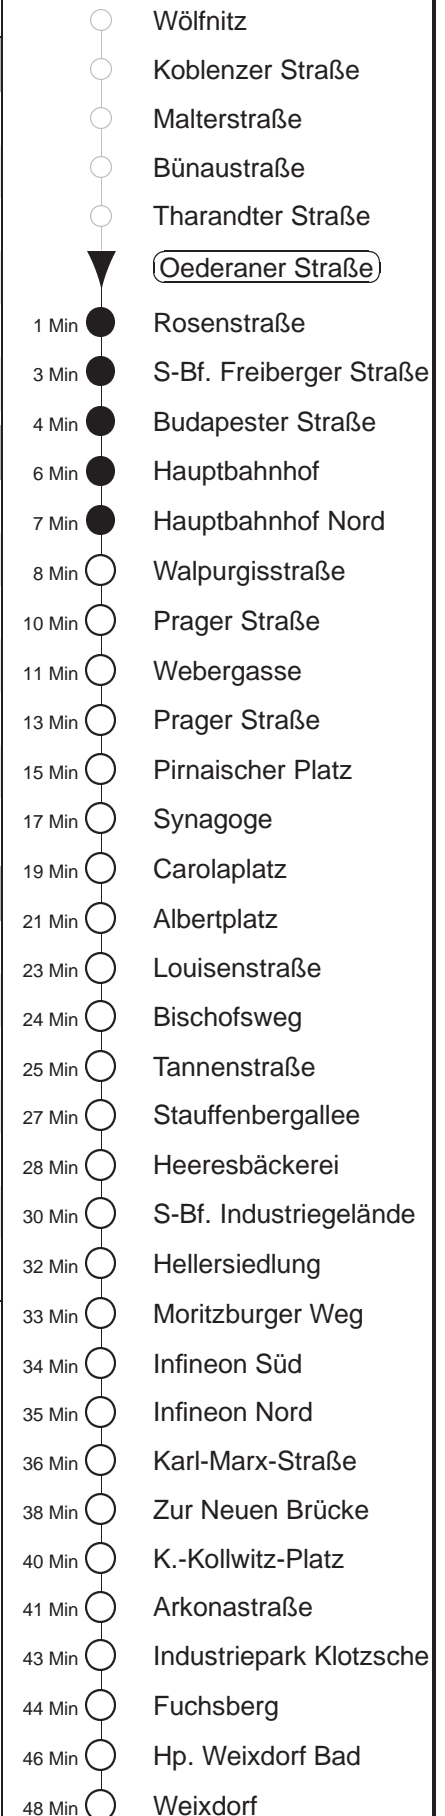 Wölfnitz
Koblenzer Straße
Malterstraße
Bünaustraße
Tharandter Straße
Oederaner Straße
1 Min Rosenstraße
3 Min S-Bf. Freiberger Straße
4 Min Budapester Straße
6 Min Hauptbahnhof
7 Min Hauptbahnhof Nord
8 Min Walpurgisstraße
10 Min Prager Straße
11 Min Webergasse
13 Min Prager Straße
15 Min Pirnaischer Platz
17 Min Synagoge
19 Min Carolaplatz
21 Min Albertplatz
23 Min Louisenstraße
24 Min Bischofsweg
25 Min Tannenstraße
27 Min Stauffenbergallee
28 Min Heeresbäckerei
30 Min S-Bf. Industriegelände
32 Min Hellersiedlung
33 Min Moritzburger Weg
34 Min Infineon Süd
35 Min Infineon Nord
36 Min Karl-Marx-Straße
38 Min Zur Neuen Brücke
40 Min K.-Kollwitz-Platz
41 Min Arkonastraße
43 Min Industriepark Klotzsche
44 Min Fuchsberg
46 Min Hp. Weixdorf Bad
48 Min Weixdorf